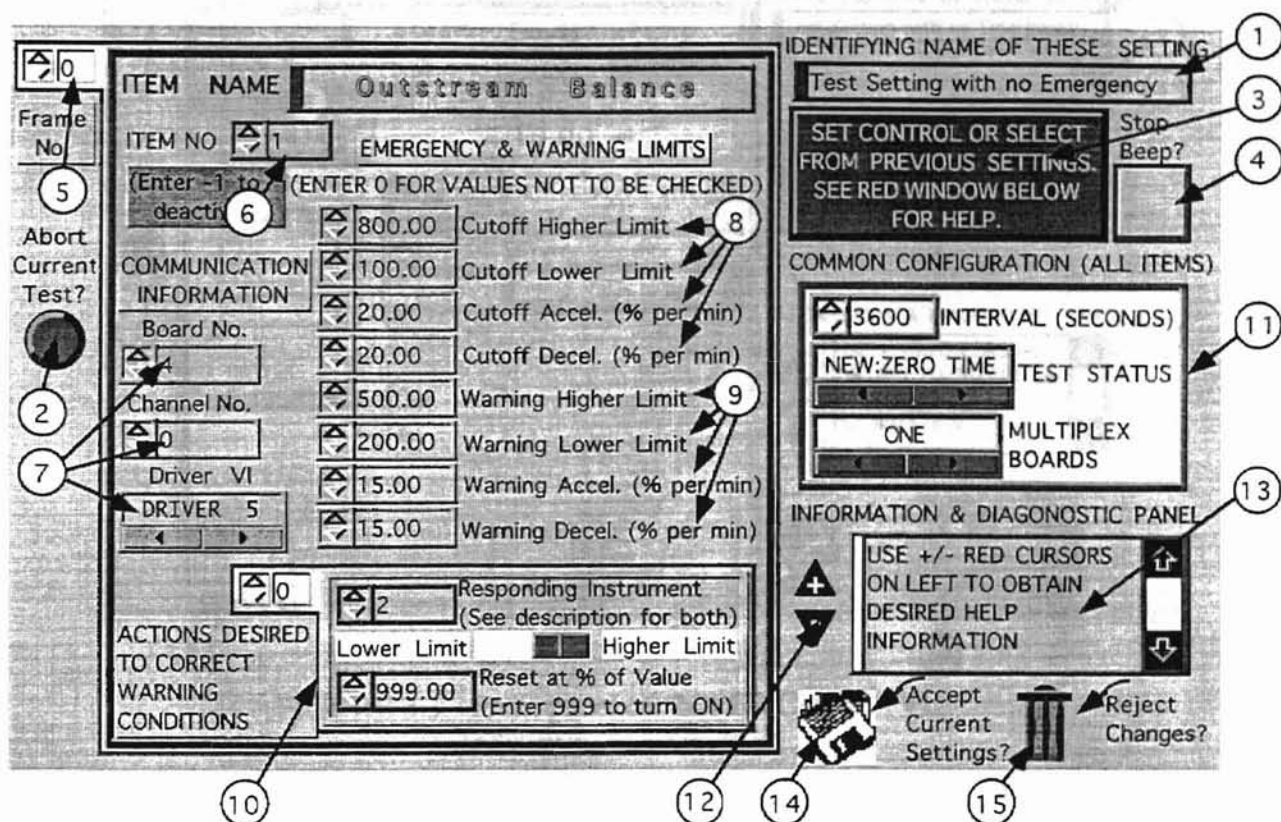 IDENTIFYING NAME OF THESE SETTING
1
Test Setting with no Emergency
3
0
Frame
No
5
ITEM NAME
Outstream Balance
ITEM NO
1
EMERGENCY & WARNING LIMITS
(Enter -1 to
6
(ENTER 0 FOR VALUES NOT TO BE CHECKED)
800.00 Cutoff Higher Limit
100.00 Cutoff Lower Limit
20.00 Cutoff Accel. (% per min)
20.00 Cutoff Decel. (% per min)
8
500.00 Warning Higher Limit
200.00 Warning Lower Limit
15.00 Warning Accel. (% per min)
15.00 Warning Decel. (% per min)
9
Abort
Current
Test?
2
COMMUNICATION
INFORMATION
Board No.
4
Channel No.
0
7
Driver VI
DRIVER 5
0
ACTIONS DESIRED
TO CORRECT
WARNING
CONDITIONS
2
Responding Instrument
(See description for both)
Lower Limit Higher Limit
999.00
Reset at % of Value
(Enter 999 to turn ON)
10
SET CONTROL OR SELECT
FROM PREVIOUS SETTINGS.
SEE RED WINDOW BELOW
FOR HELP.
Stop
Beep?
4
COMMON CONFIGURATION (ALL ITEMS)
3600 INTERVAL (SECONDS)
11
NEW:ZERO TIME
TEST STATUS
ONE
MULTIPLEX
BOARDS
INFORMATION & DIAGONOSTIC PANEL
13
+
USE +/- RED CURSORS
ON LEFT TO OBTAIN
DESIRED HELP
INFORMATION
12
Accept
Current
Settings?
14
Reject
Changes?
15